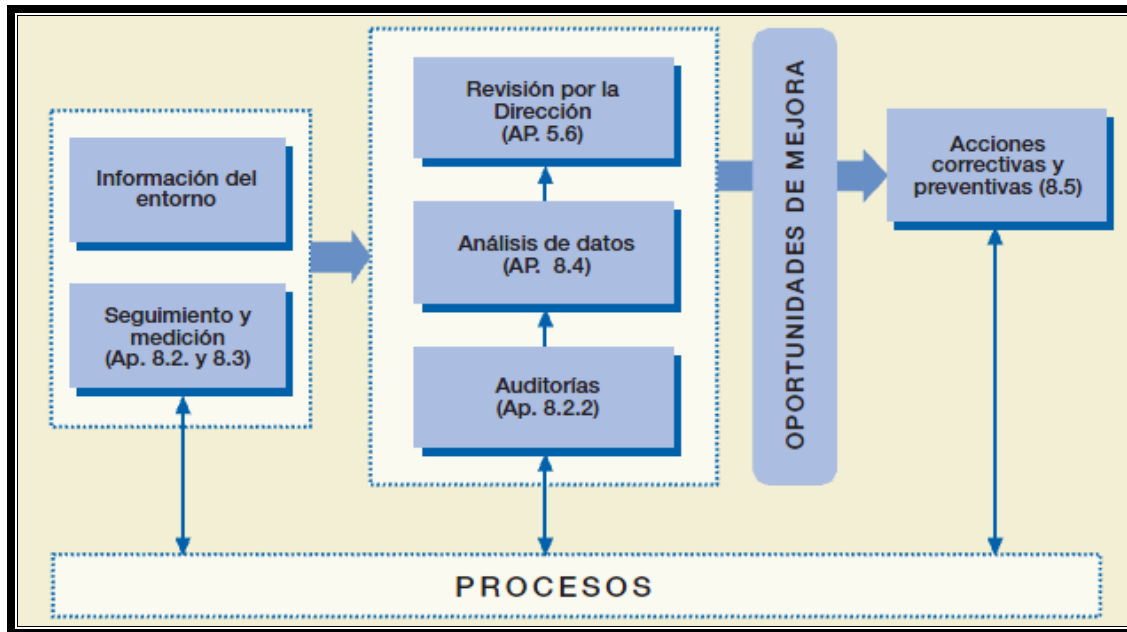 Información del
entorno
Seguimiento y
medición
(Ap. 8.2. y 8.3)
Revisión por la
Dirección
(AP. 5.6)
Análisis de datos
(AP. 8.4)
Auditorías
(Ap. 8.2.2)
OPORTUNIDADES DE MEJORA
Acciones
correctivas y
preventivas (8.5)
PROCESOS